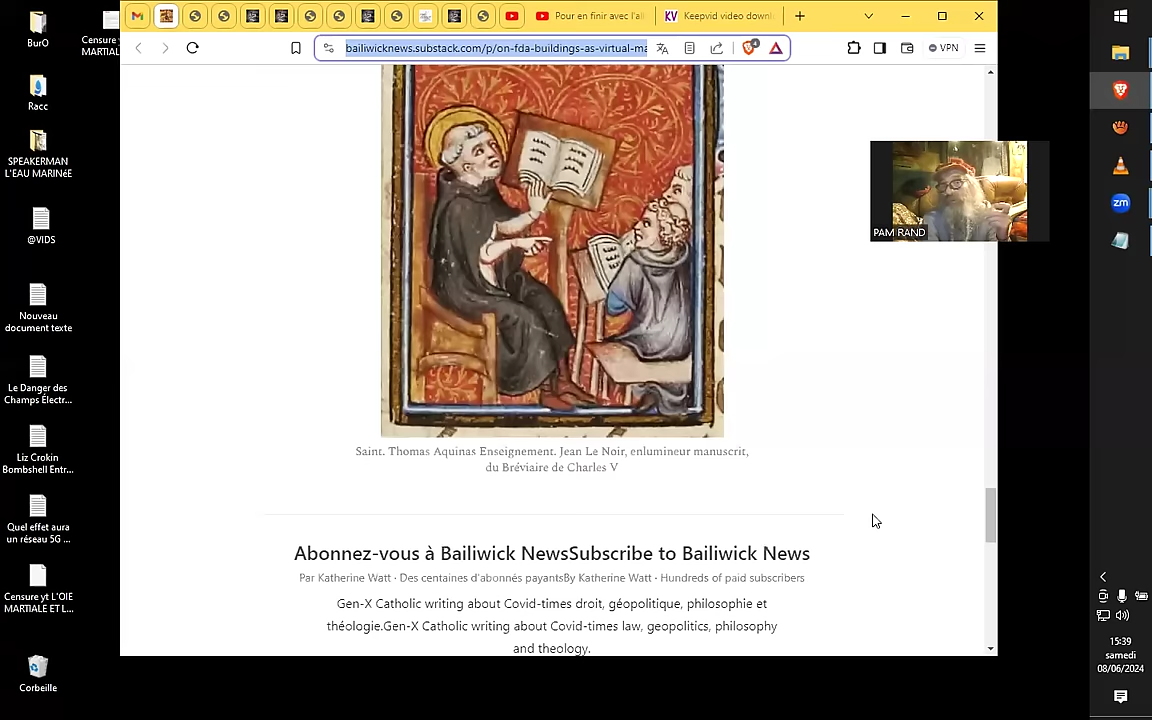 BurO
Censure
MARTIALE
Racc
SPEAKERMAN
L'EAU MARINéE
@VIDS
Nouveau
document texte
Le Danger des
Champs Électr...
Liz Crokin
Bombshell Entr...
Quel effet aura
un réseau 5G ...
Censure yt L'OIE
MARTIALE ET L...
Corbeille
Pour en finir avec l'al
KV Keepvid video downl
bailiwicknews.substack.com/p/on-fda-buildings-as-virtual-ma
4
VPN
PAM RAND
zm
Saint. Thomas Aquinas Enseignement. Jean Le Noir, enlumineur manuscrit,
du Bréviaire de Charles V
Abonnez-vous à Bailiwick NewsSubscribe to Bailiwick News
Par Katherine Watt · Des centaines d'abonnés payantsBy Katherine Watt · Hundreds of paid subscribers
Gen-X Catholic writing about Covid-times droit, géopolitique, philosophie et
théologie.Gen-X Catholic writing about Covid-times law, geopolitics, philosophy
and theology.
15:39
samedi
08/06/2024